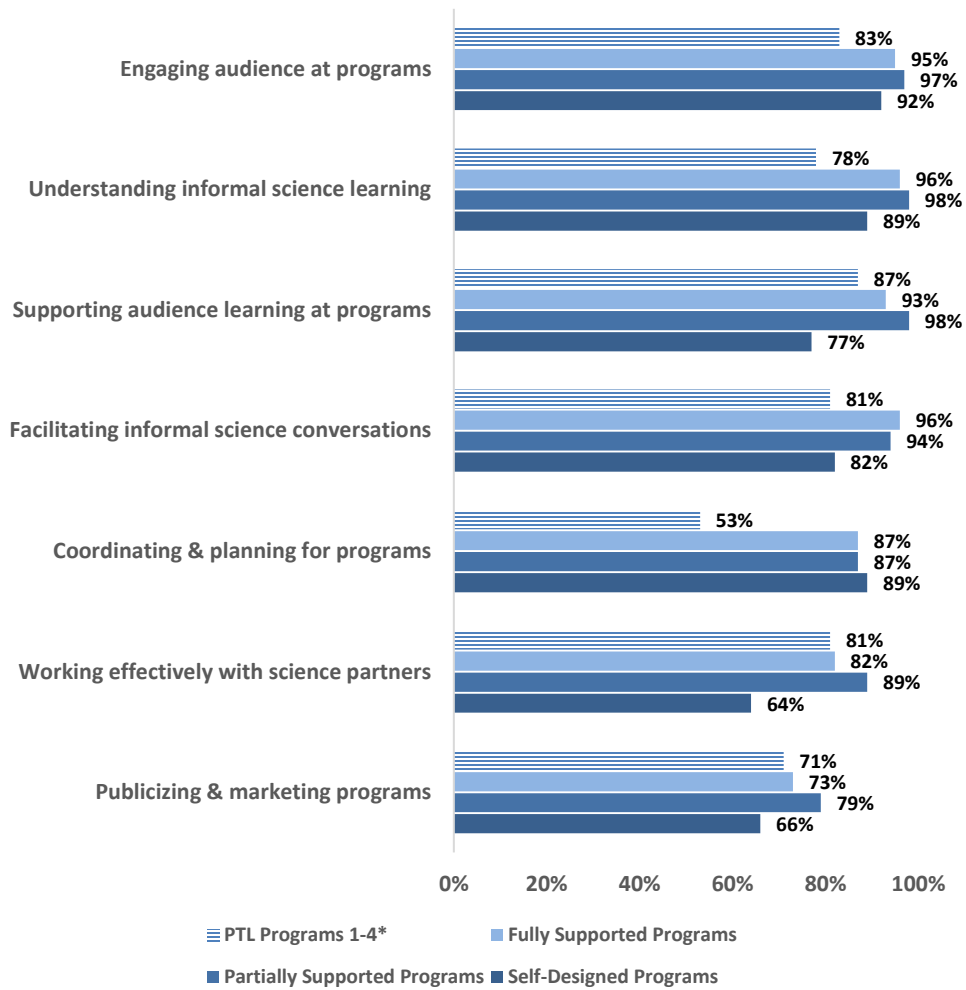 83%
Engaging audience at programs
95%
97%
92%
78%
Understanding informal science learning
96%
98%
89%
87%
Supporting audience learning at programs
93%
98%
77%
81%
Facilitating informal science conversations
96%
94%
82%
53%
Coordinating & planning for programs
87%
87%
89%
81%
Working effectively with science partners
82%
89%
64%
71%
Publicizing & marketing programs
73%
79%
66%
0% 20% 40% 60% 80% 100%
PTL Programs 1-4* Fully Supported Programs
Partially Supported Programs Self-Designed Programs